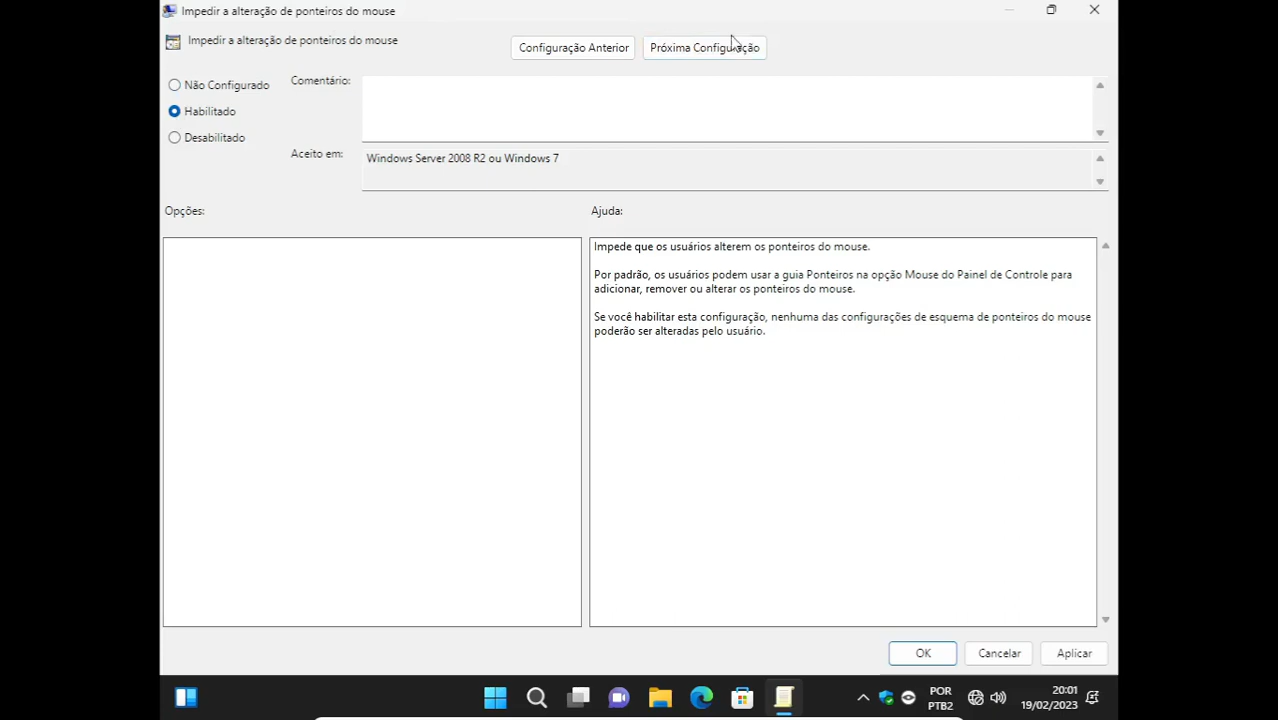 Impedir a alteração de ponteiros do mouse
Impedir a alteração de ponteiros do mouse
Configuração Anterior
Próxima Configuração
Não Configurado
Habilitado
Desabilitado
Comentário:
Aceito em:
Windows Server 2008 R2 ou Windows 7
Opções:
Ajuda:
Impede que os usuários alterem os ponteiros do mouse.
Por padrão, os usuários podem usar a guia Ponteiros na opção Mouse do Painel de Controle para
adicionar, remover ou alterar os ponteiros do mouse.
Se você habilitar esta configuração, nenhuma das configurações de esquema de ponteiros do mouse
poderão ser alteradas pelo usuário.
OK
Cancelar
Aplicar
POR
PTB2
20:01
19/02/2023